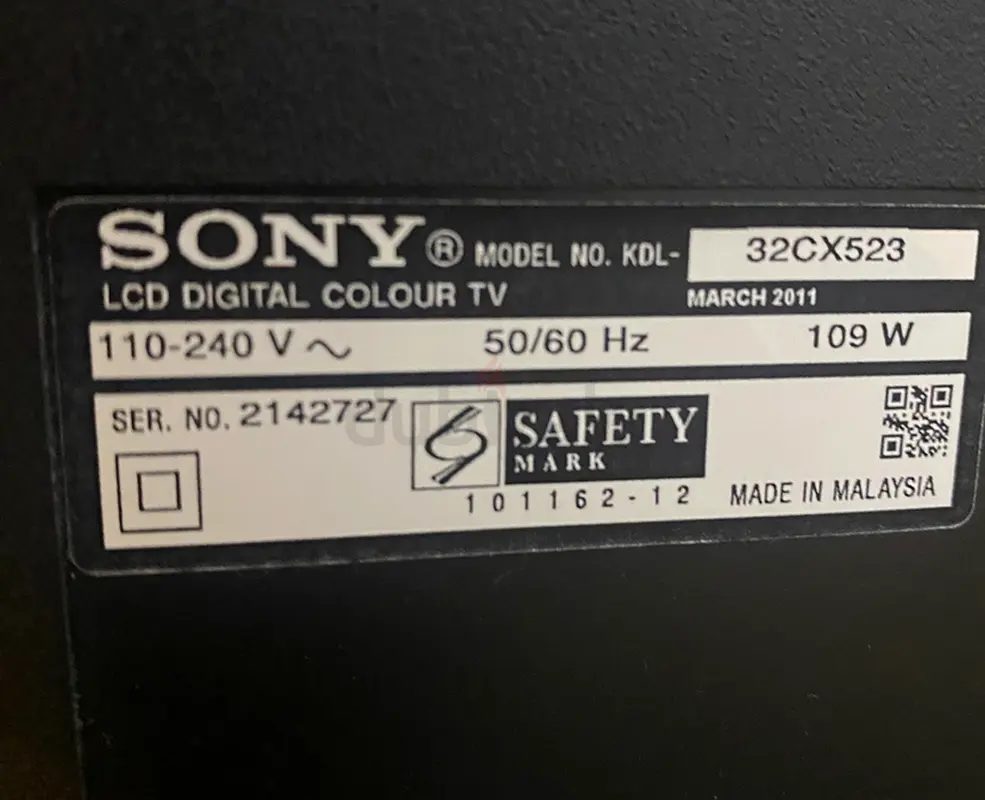 SONY® MODEL NO. KDL- 32CX523
LCD DIGITAL COLOUR TV MARCH 2011
110-240 V ~ 50/60 Hz 109 W
SER. NO. 2142727
SAFETY
MARK
101162-12
MADE IN MALAYSIA